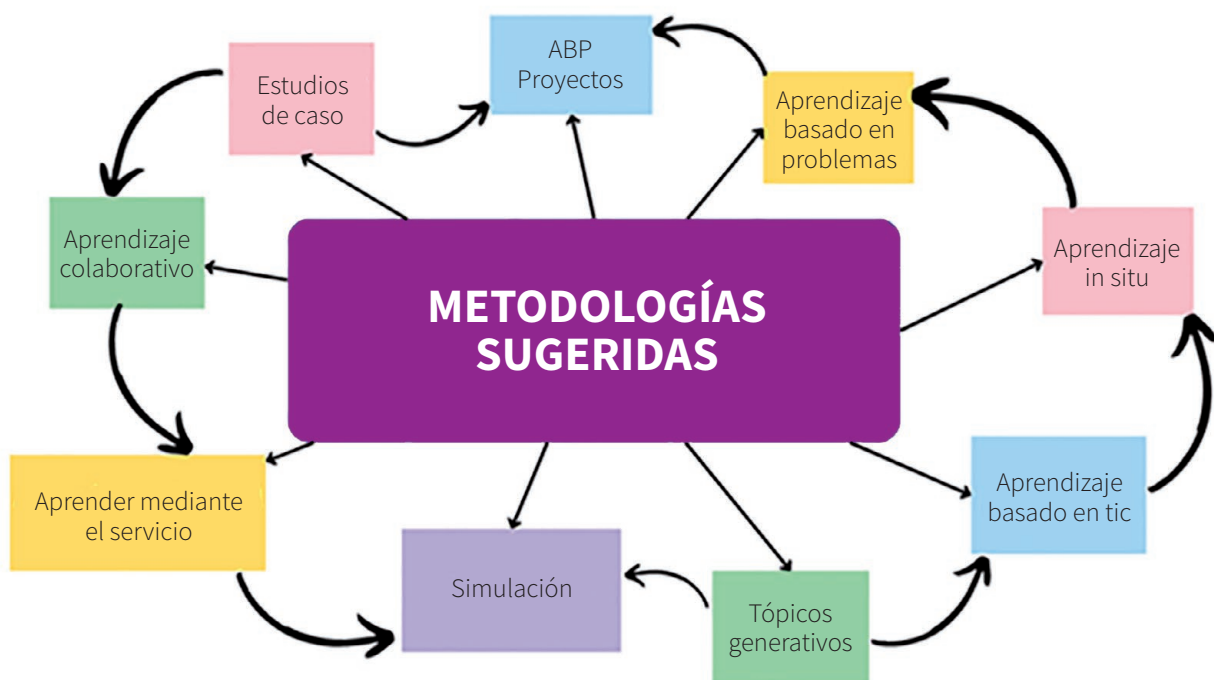 ABP
Proyectos
Estudios
de caso
Aprendizaje
basado en
problemas
Aprendizaje
colaborativo
Aprendizaje
in situ
METODOLOGÍAS
SUGERIDAS
Aprender mediante
el servicio
Aprendizaje
basado en tic
Simulación
Tópicos
generativos